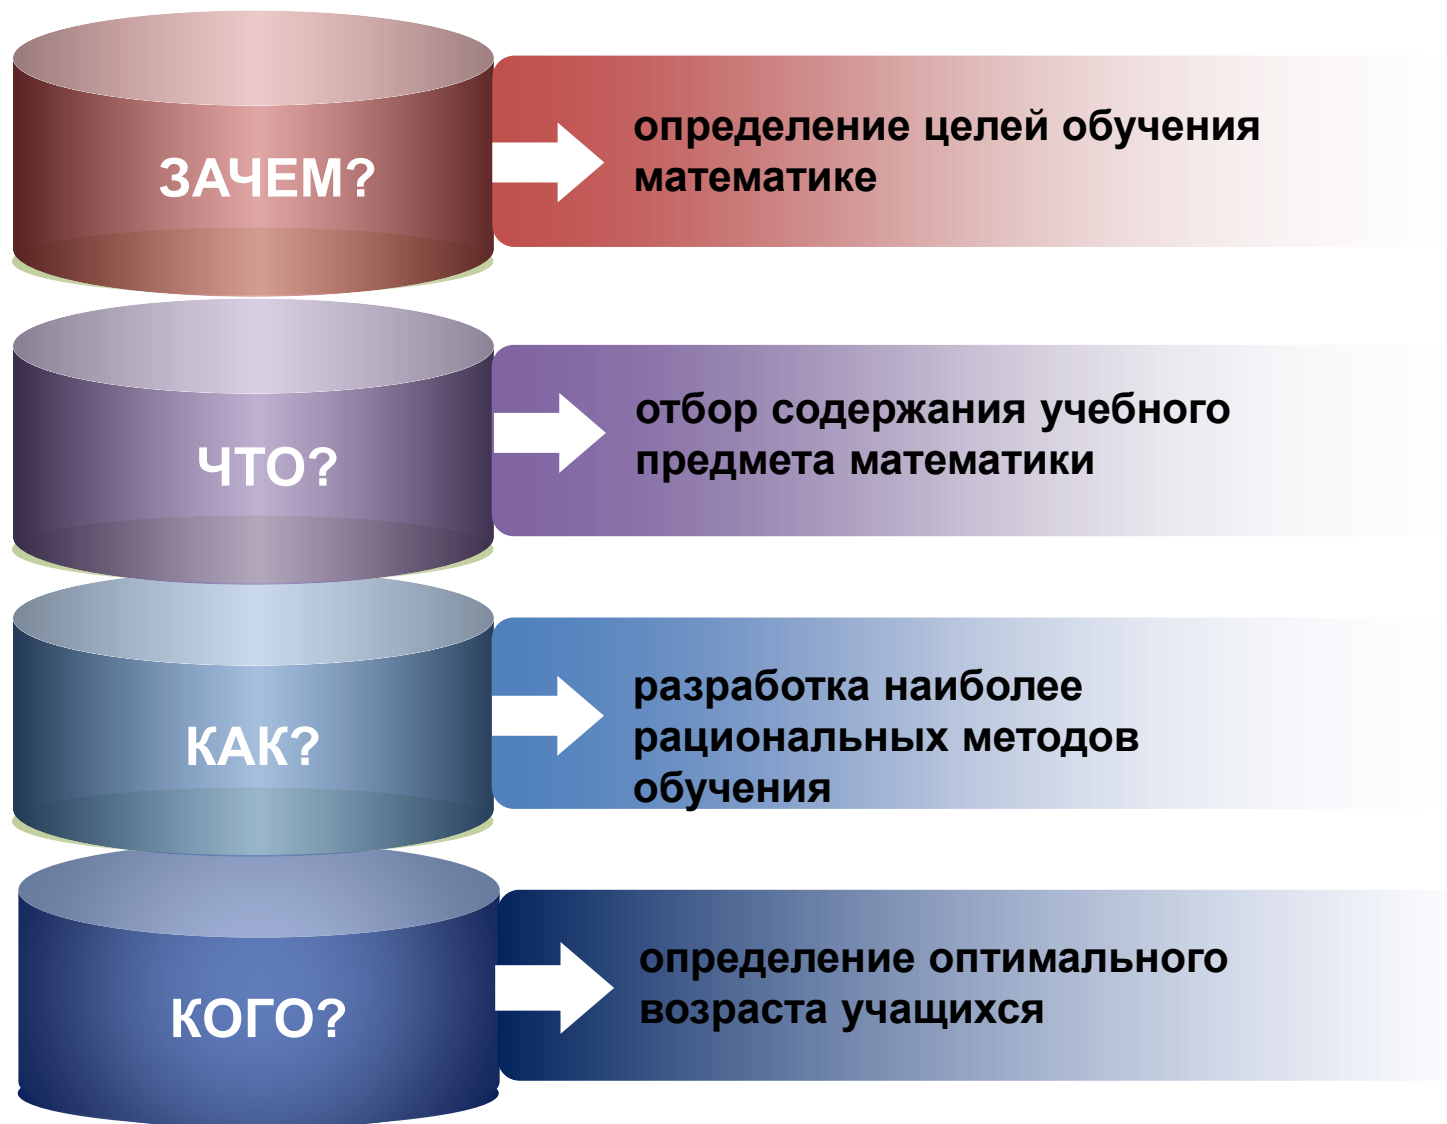 ЗАЧЕМ?
определение целей обучения
математике
ЧТО?
отбор содержания учебного
предмета математики
КАК?
разработка наиболее
рациональных методов
обучения
КОГО?
определение оптимального
возраста учащихся